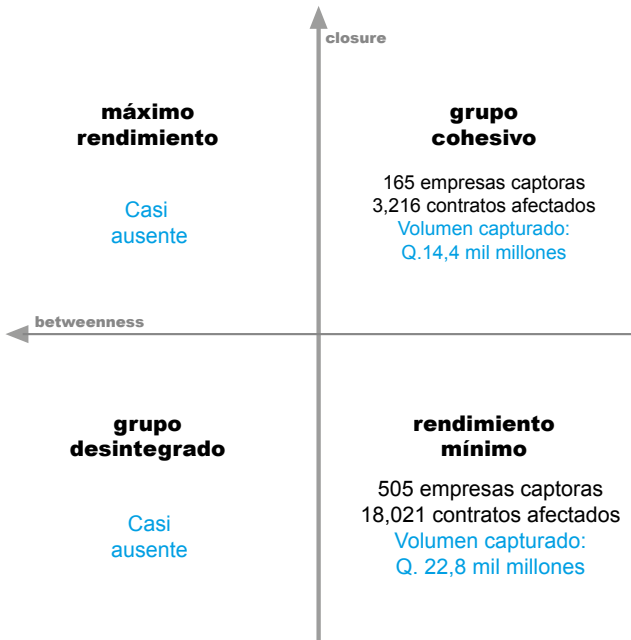 closure
máximo
rendimiento
Casi
ausente
grupo
cohesivo
165 empresas captoras
3,216 contratos afectados
Volumen capturado:
Q.14,4 mil millones
betweenness
grupo
desintegrado
Casi
ausente
rendimiento
mínimo
505 empresas captoras
18,021 contratos afectados
Volumen capturado:
Q. 22,8 mil millones